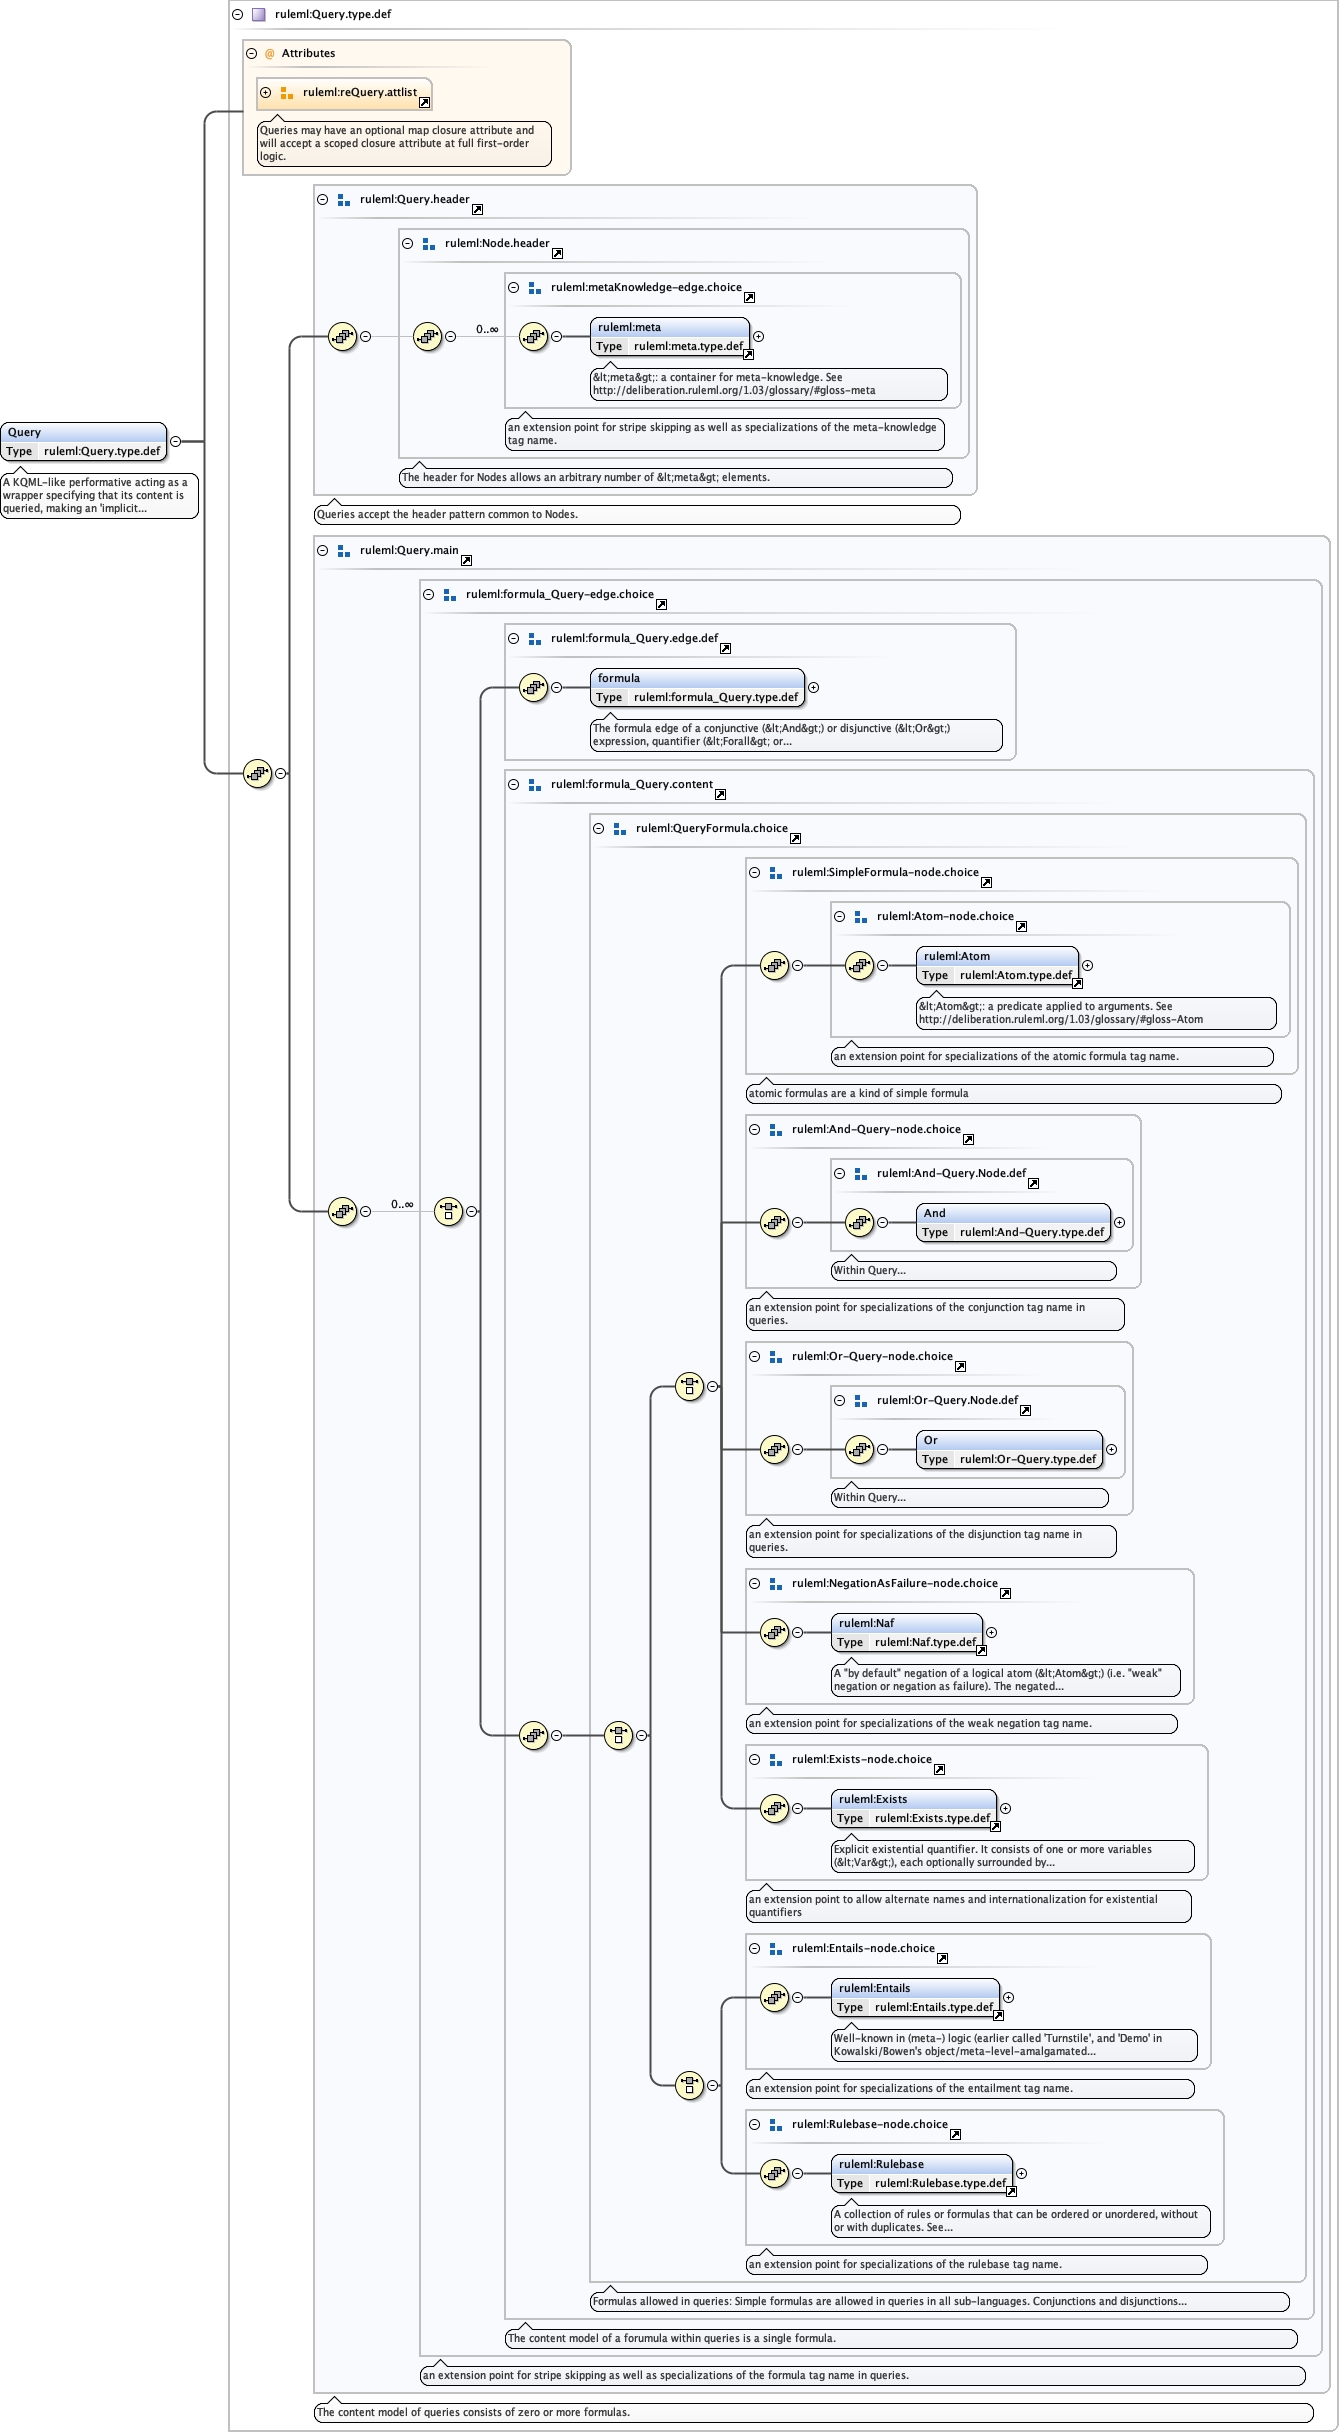 ruleml:Query.type.def
@ Attributes
ruleml:reQuery.attlist
Queries may have an optional map closure attribute and
will accept a scoped closure attribute at full first-order
logic.
ruleml:Query.header
ruleml:Node.header
ruleml:metaKnowledge-edge.choice
0..∞
ruleml:meta
Type ruleml:meta.type.def
&lt;meta&gt;: a container for meta-knowledge. See
http://deliberation.ruleml.org/1.03/glossary/#gloss-meta
an extension point for stripe skipping as well as specializations of the meta-knowledge
tag name.
The header for Nodes allows an arbitrary number of &lt;meta&gt; elements.
Queries accept the header pattern common to Nodes.
Query
Type ruleml:Query.type.def
A KQML-like performative acting as a
wrapper specifying that its content is
queried, making an 'implicit...
ruleml:Query.main
ruleml:formula_Query-edge.choice
ruleml:formula_Query.edge.def
formula
Type ruleml:formula_Query.type.def
The formula edge of a conjunctive (&lt;And&gt;) or disjunctive (&lt;Or&gt;)
expression, quantifier (&lt;Forall&gt; or...
ruleml:formula_Query.content
ruleml:QueryFormula.choice
ruleml:SimpleFormula-node.choice
ruleml:Atom-node.choice
ruleml:Atom
Type ruleml:Atom.type.def
&lt;Atom&gt;: a predicate applied to arguments. See
http://deliberation.ruleml.org/1.03/glossary/#gloss-Atom
an extension point for specializations of the atomic formula tag name.
atomic formulas are a kind of simple formula
ruleml:And-Query-node.choice
ruleml:And-Query.Node.def
0..∞
And
Type ruleml:And-Query.type.def
Within Query...
an extension point for specializations of the conjunction tag name in
queries.
ruleml:Or-Query-node.choice
ruleml:Or-Query.Node.def
Or
Type ruleml:Or-Query.type.def
Within Query...
an extension point for specializations of the disjunction tag name in
queries.
ruleml:NegationAsFailure-node.choice
ruleml:Naf
Type ruleml:Naf.type.def
A "by default" negation of a logical atom (&lt;Atom&gt;) (i.e. "weak"
negation or negation as failure). The negated...
an extension point for specializations of the weak negation tag name.
ruleml:Exists-node.choice
ruleml:Exists
Type ruleml:Exists.type.def
Explicit existential quantifier. It consists of one or more variables
(&lt;Var&gt;), each optionally surrounded by...
an extension point to allow alternate names and internationalization for existential
quantifiers
ruleml:Entails-node.choice
ruleml:Entails
Type ruleml:Entails.type.def
Well-known in (meta-) logic (earlier called 'Turnstile', and 'Demo' in
Kowalski/Bowen's object/meta-level-amalgamated...
an extension point for specializations of the entailment tag name.
ruleml:Rulebase-node.choice
ruleml:Rulebase
Type ruleml:Rulebase.type.def
A collection of rules or formulas that can be ordered or unordered, without
or with duplicates. See...
an extension point for specializations of the rulebase tag name.
Formulas allowed in queries: Simple formulas are allowed in queries in all sub-languages. Conjunctions and disjunctions...
The content model of a forumula within queries is a single formula.
an extension point for stripe skipping as well as specializations of the formula tag name in queries.
The content model of queries consists of zero or more formulas.